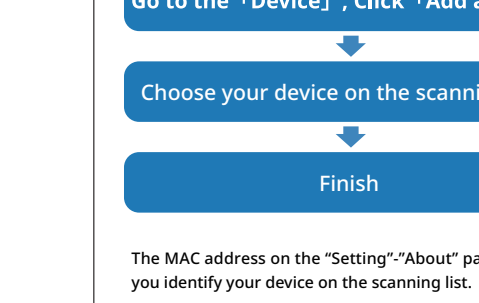 Go to the「Device」, Click「Add a
Choose your device on the scanni
Finish
The MAC address on the “Setting”-”About” pa
you identify your device on the scanning list.